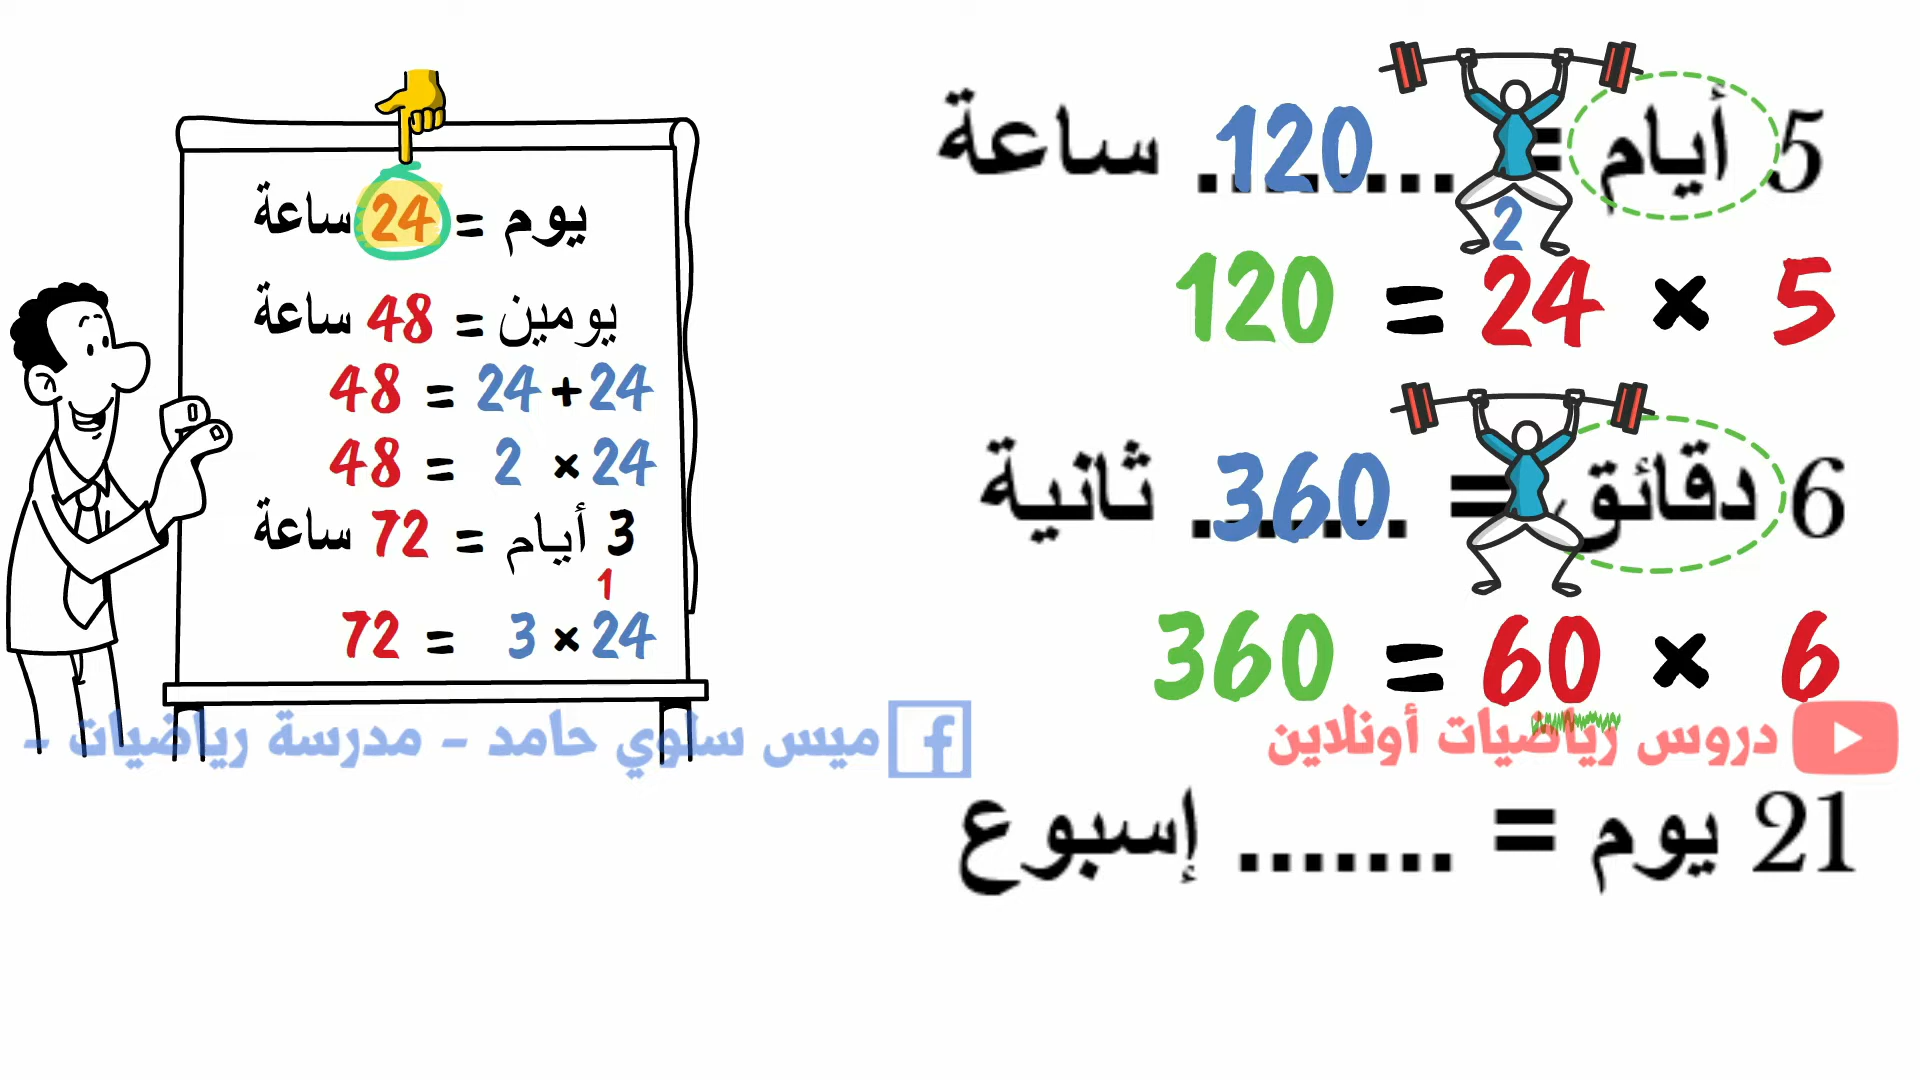 يوم = 24 ساعة
يومين = 48 ساعة
24 + 24 = 48
24 × 2 = 48
3 أيام = 72 ساعة
1
24 × 3 = 72
5 أيام = ....120.... ساعة
2
5 × 24 = 120
6 دقائق = ....360.... ثانية
6 × 60 = 360
دروس رياضيات أونلاين
ميس سلوي حامد - مدرسة رياضيات -
21 يوم = ....... إسبوع